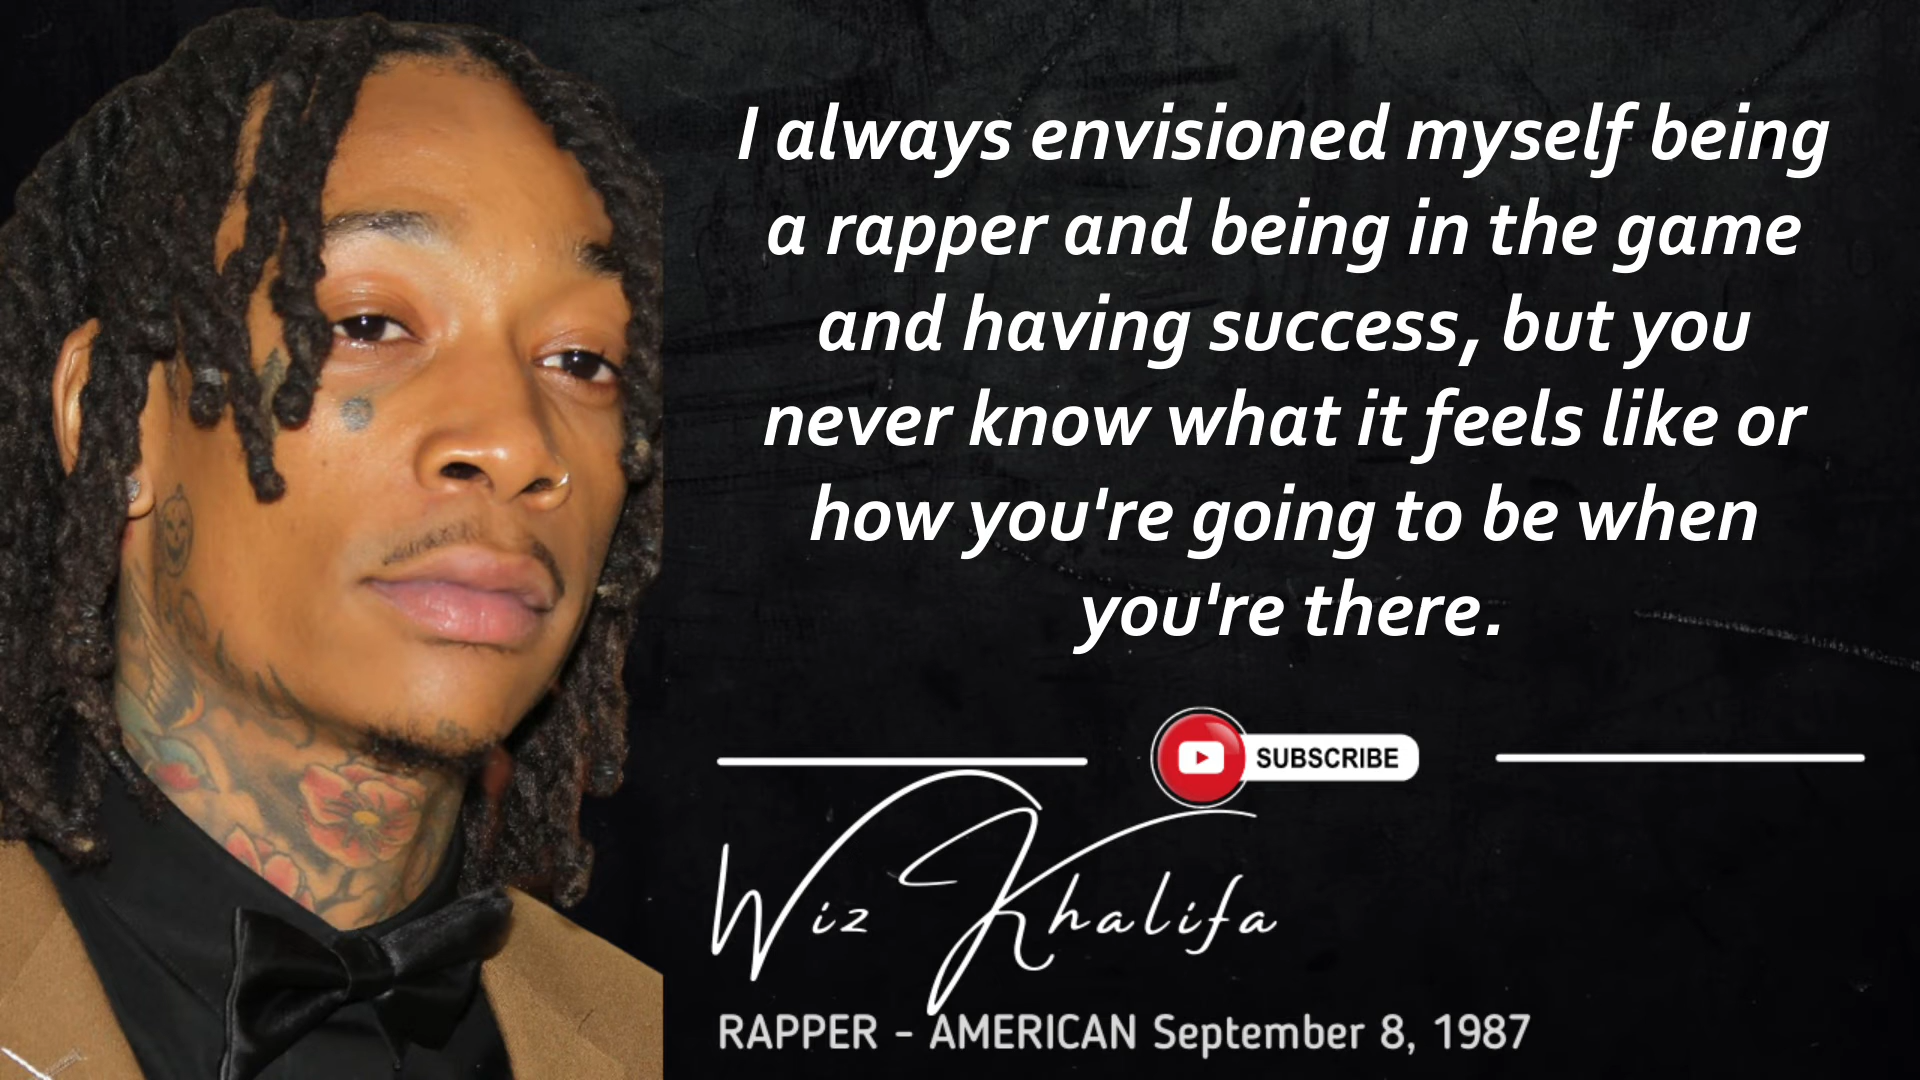 I always envisioned myself being
a rapper and being in the game
and having success, but you
never know what it feels like or
how you're going to be when
you're there.
SUBSCRIBE
Wiz Khalifa
RAPPER - AMERICAN September 8, 1987